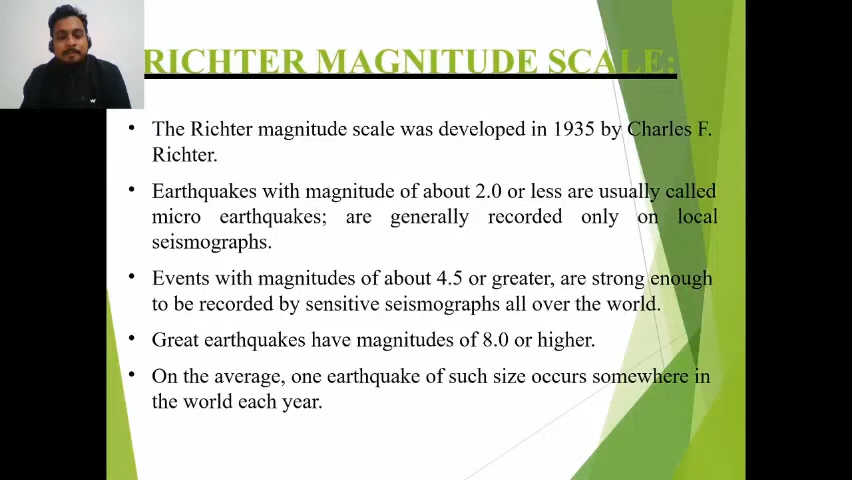 RICHTER MAGNITUDE SCALE:
• The Richter magnitude scale was developed in 1935 by Charles F.
Richter.
• Earthquakes with magnitude of about 2.0 or less are usually called
micro earthquakes; are generally recorded only on local
seismographs.
• Events with magnitudes of about 4.5 or greater, are strong enough
to be recorded by sensitive seismographs all over the world.
• Great earthquakes have magnitudes of 8.0 or higher.
• On the average, one earthquake of such size occurs somewhere in
the world each year.